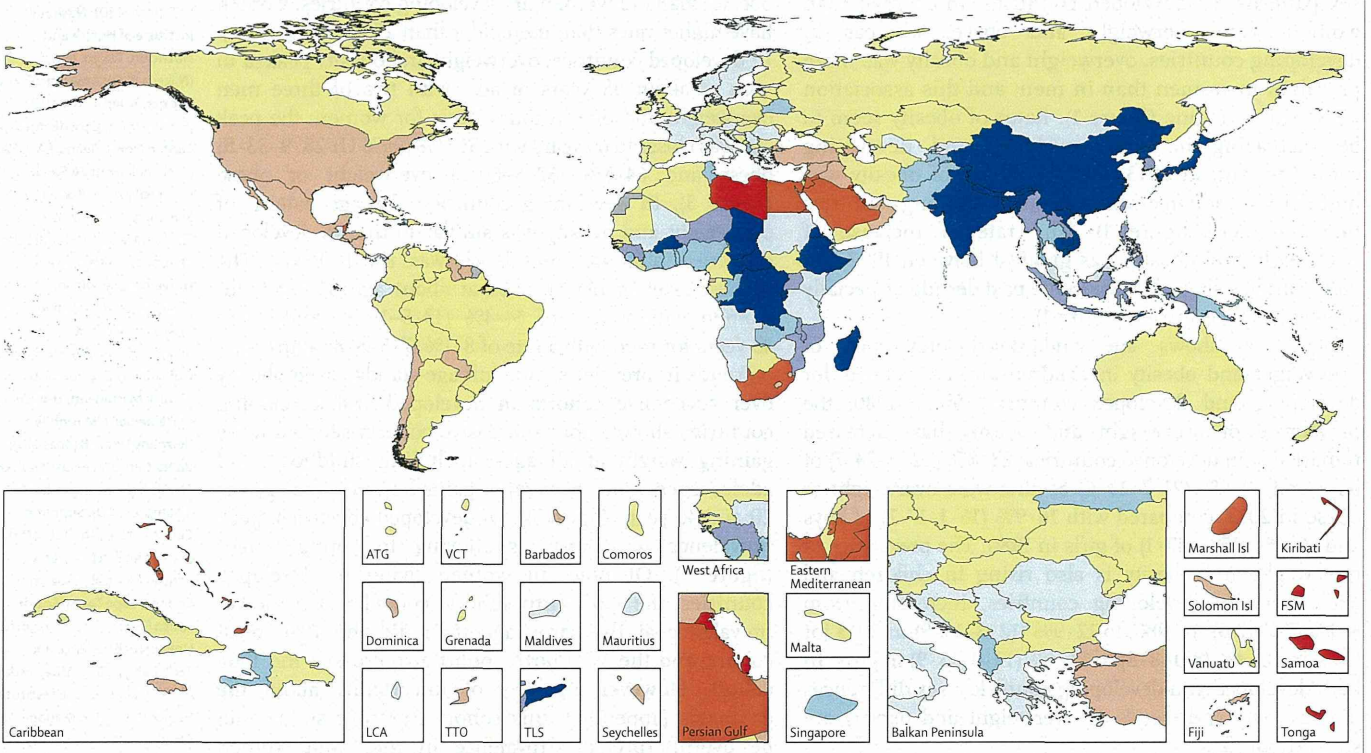 Caribbean
ATG
VCT
Barbados
Comoros
West Africa
Eastern
Mediterranean
Marshall Isl
Kiribati
Dominica
Grenada
Maldives
Mauritius
Persian Gulf
Malta
Solomon Isl
FSM
Vanuatu
Samoa
LCA
TTO
TLS
Seychelles
Singapore
Balkan Peninsula
Fiji
Tonga